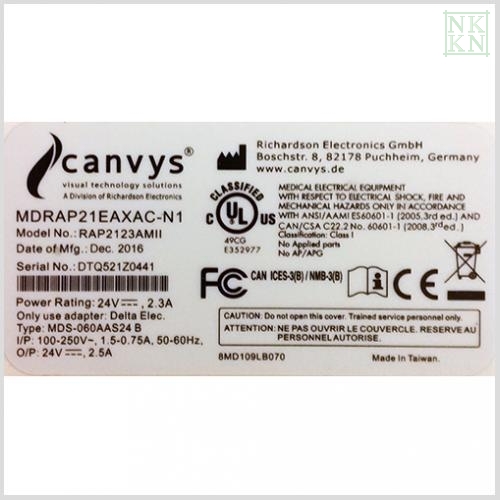 NK
KN
canvys®
visual technology solutions
A Division of Richardson Electronics
MDRAP21EAXAC-N1
Model No.: RAP2123AMII
Date of Mfg.: Dec. 2016
Serial No.: DTQ521Z0441
Power Rating: 24V⎓, 2.3A
Only use adapter: Delta Elec.
Type: MDS-060AAS24 B
I/P: 100-250V~, 1.5-0.75A, 50-60Hz,
O/P: 24V⎓, 2.5A
Richardson Electronics GmbH
Boschstr. 8, 82178 Puchheim, Germany
www.canvys.de
CLASSIFIED
C UL US
49CG
E352977
MEDICAL ELECTRICAL EQUIPMENT
WITH RESPECT TO ELECTRICAL SHOCK, FIRE AND
MECHANICAL HAZARDS ONLY IN ACCORDANCE
WITH ANSI/AAMI ES60601-1 (2005,3rd ed.) AND
CAN/CSA C22.2 No. 60601-1 (2008,3rd ed.)
Classification: Class I
No AP/APG
FC CAN ICES-3(B) / NMB-3(B)
i CE
CAUTION: Do not open this cover. Trained service personnel only.
ATTENTION: NE PAS OUVRIR LE COUVERCLE. RESERVE AU
PERSONNEL AUTORISE.
8MD109LB070
Made In Taiwan.